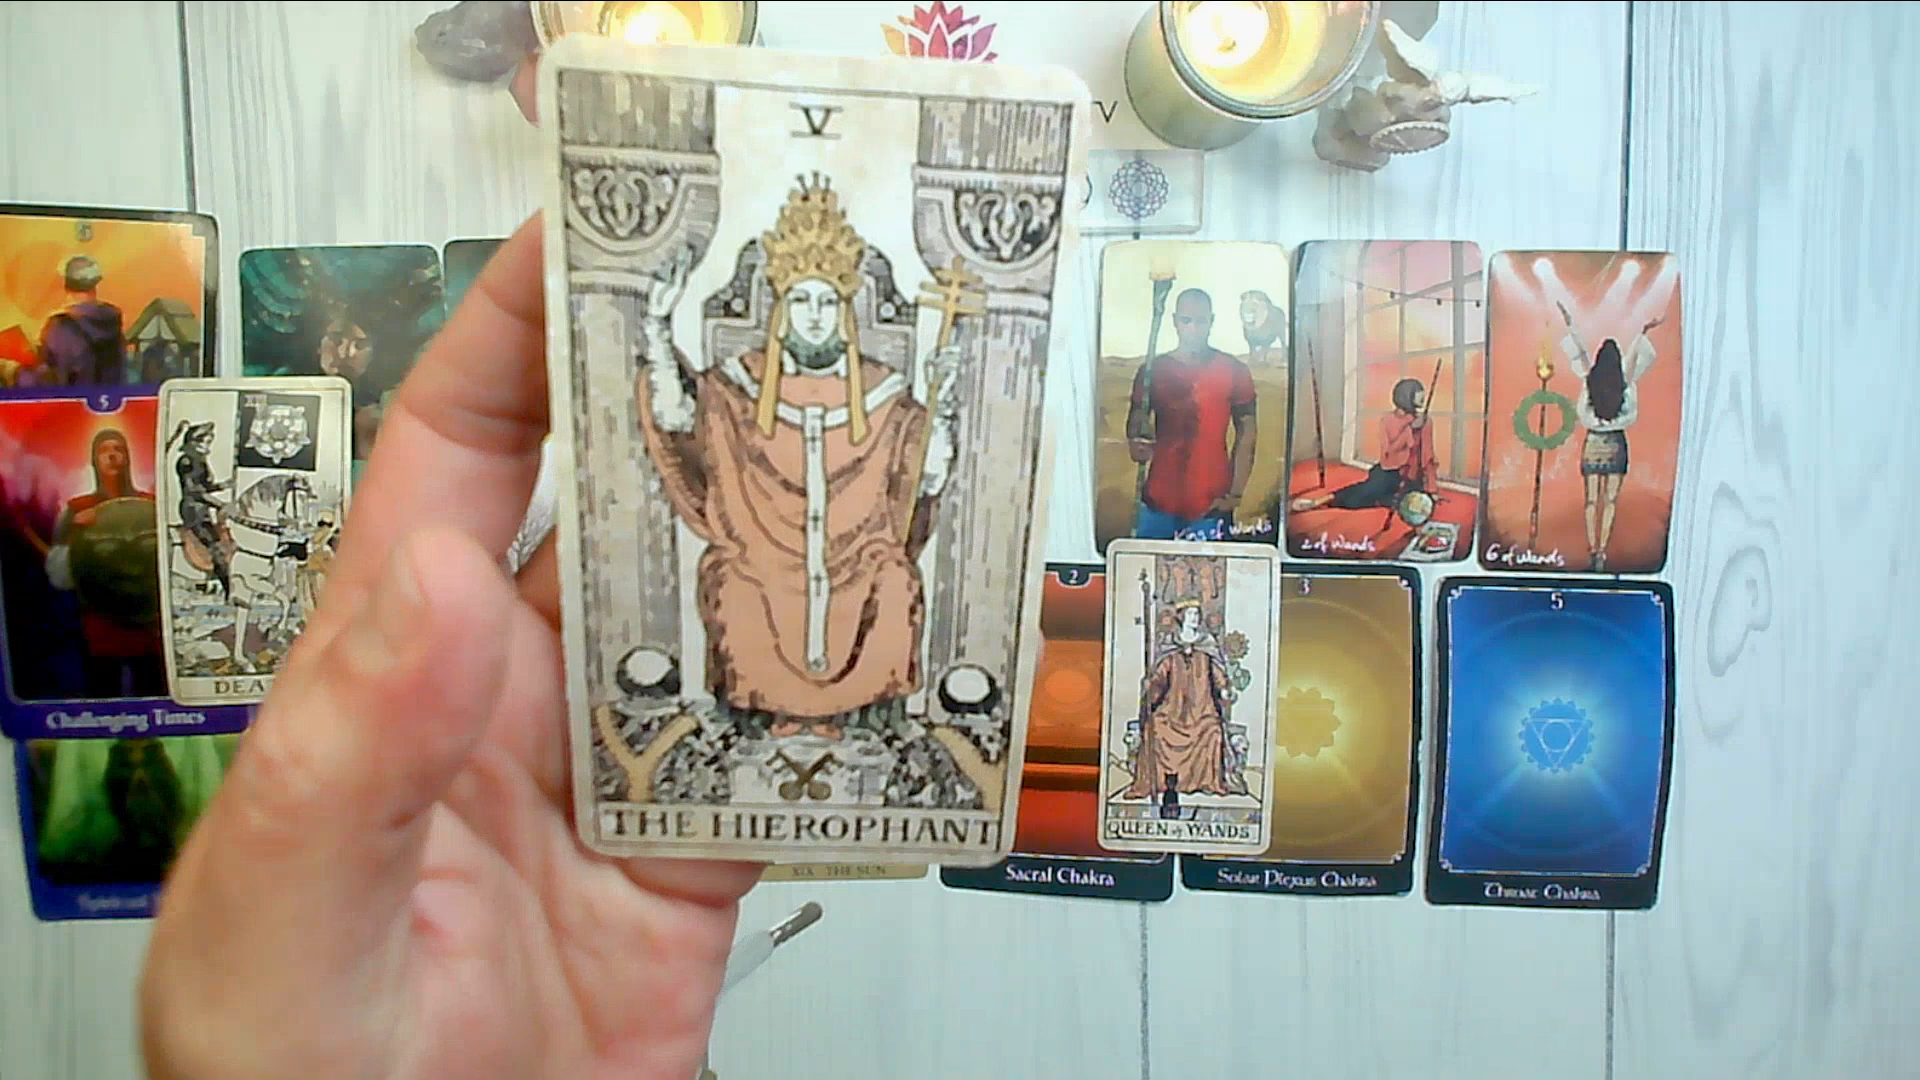 V
THE HIEROPHANT
5
Challenging Times
King of Wands
2 of Wands
6 of Wands
2
Sacral Chakra
QUEEN of WANDS
3
Solar Plexus Chakra
5
Throat Chakra
XIX THE SUN